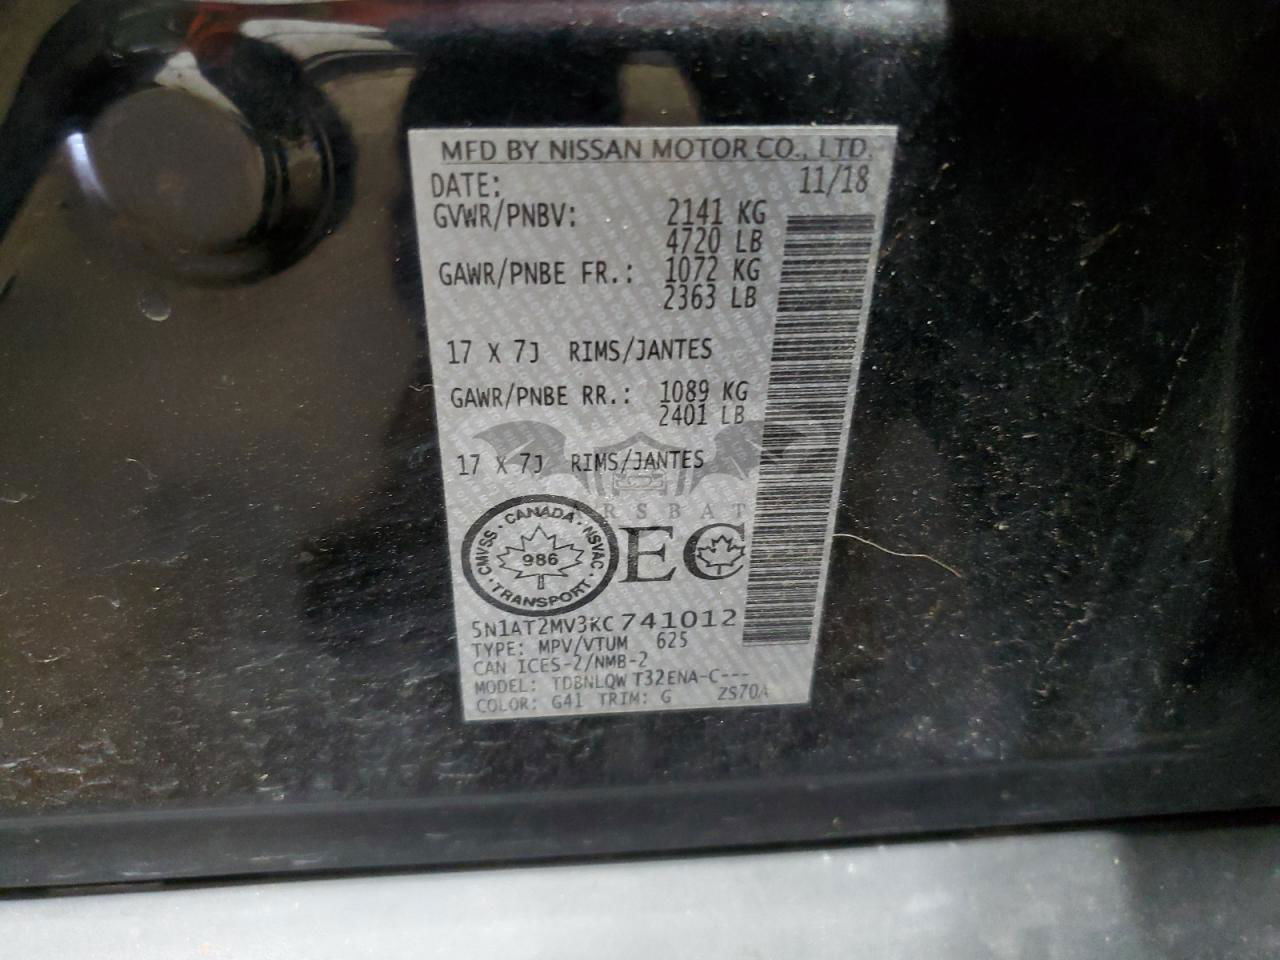 MFD BY NISSAN MOTOR CO., LTD.
DATE: 11/18
GVWR/PNBV: 2141 KG
4720 LB
GAWR/PNBE FR.: 1072 KG
2363 LB
17 X 7J RIMS/JANTES
GAWR/PNBE RR.: 1089 KG
2401 LB
17 X 7J RIMS/JANTES
RSBAT
CANADA · NSVAC · TRANSPORT · CMVSS ·
986
EC
5N1AT2MV3KC741012
TYPE: MPV/VTUM 625
CAN ICES-2/NMB-2
MODEL: TDBNLQW T32ENA-C---
COLOR: G41 TRIM: G ZS70A